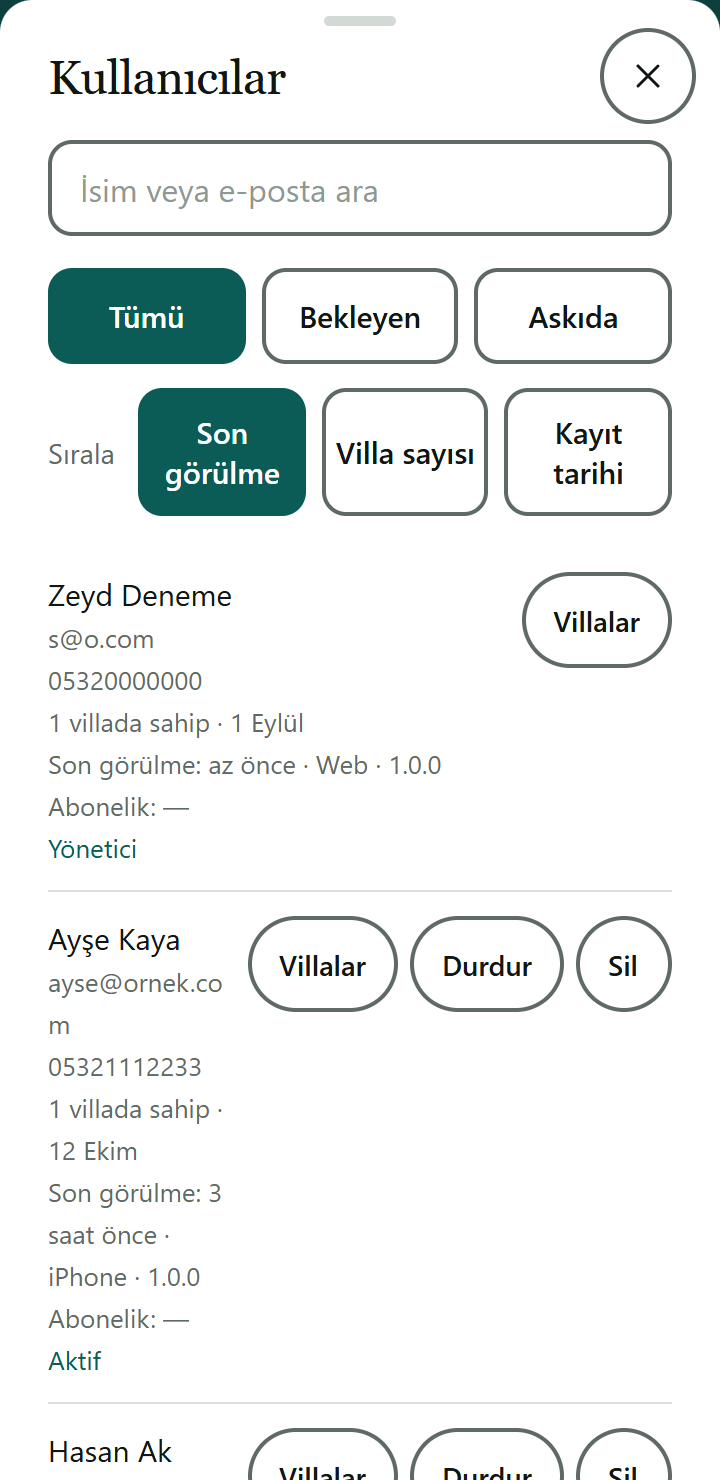 Kullanıcılar
İsim veya e-posta ara
Tümü
Bekleyen
Askıda
Sırala
Son
görülme
Villa sayısı
Kayıt
tarihi
Zeyd Deneme
Villalar
s@o.com
05320000000
1 villada sahip · 1 Eylül
Son görülme: az önce · Web · 1.0.0
Abonelik: —
Yönetici
Ayşe Kaya
Villalar
Durdur
Sil
ayse@ornek.co
m
05321112233
1 villada sahip ·
12 Ekim
Son görülme: 3
saat önce ·
iPhone · 1.0.0
Abonelik: —
Aktif
Hasan Ak
Villalar
Durdur
Sil